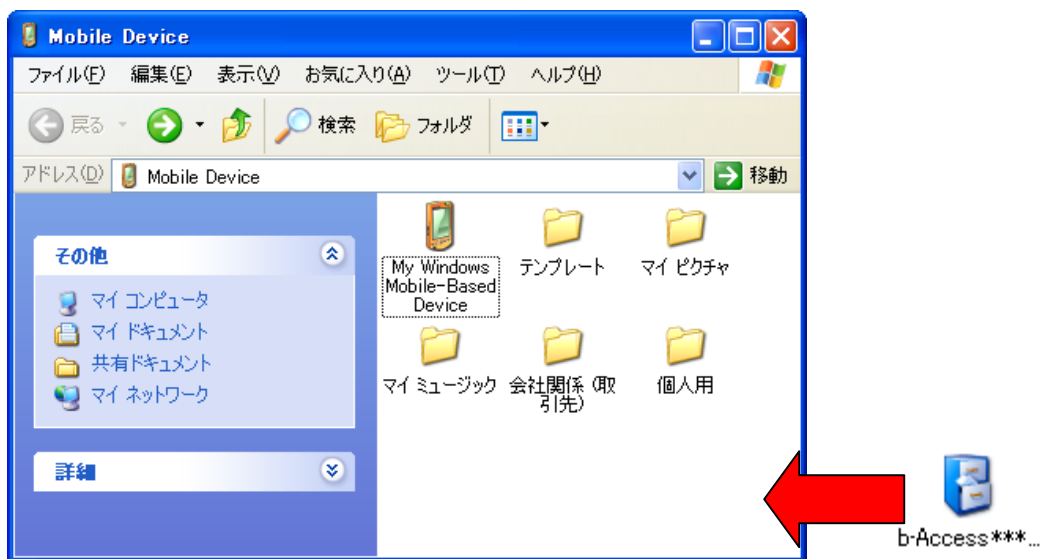 Mobile Device
ファイル(F) 編集(E) 表示(V) お気に入り(A) ツール(T) ヘルプ(H)
戻る 検索 フォルダ
アドレス(D) Mobile Device 移動
その他
マイ コンピュータ
マイ ドキュメント
共有ドキュメント
マイ ネットワーク
詳細
My Windows
Mobile-Based
Device
テンプレート
マイ ピクチャ
マイ ミュージック
会社関係 (取
引先)
個人用
b-Access***...